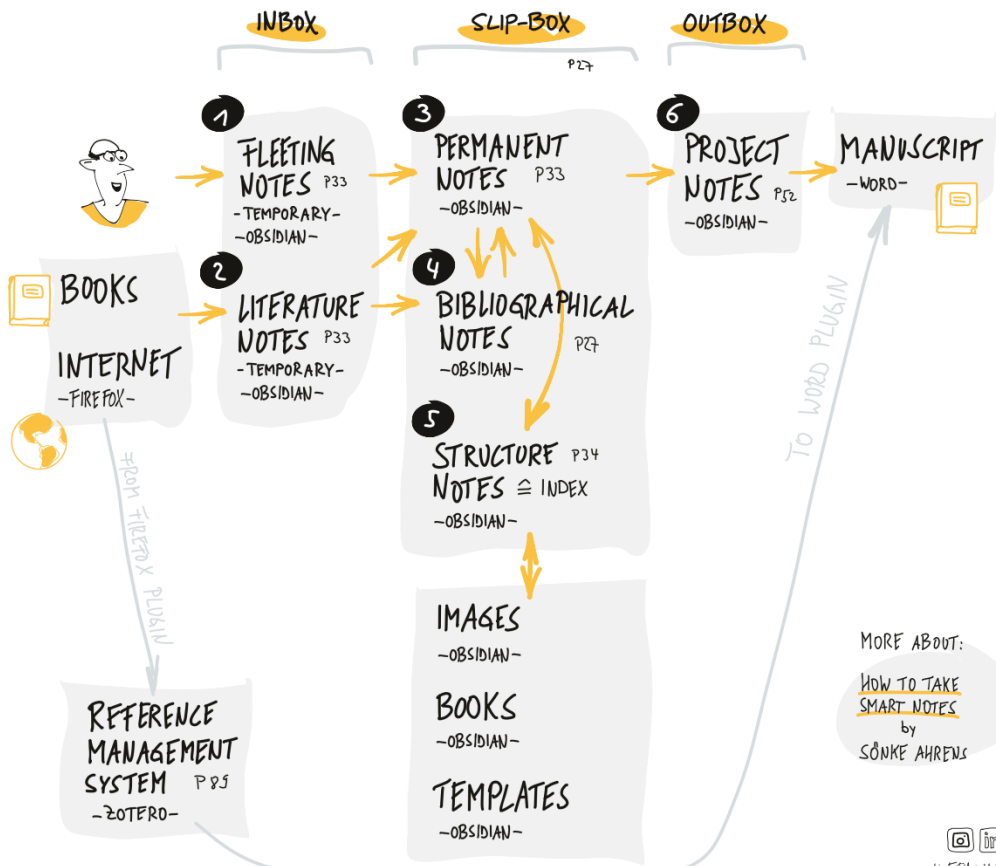 INBOX
SLIP-BOX
OUTBOX
P27
1
FLEETING
NOTES P33
-TEMPORARY-
-OBSIDIAN-
2
LITERATURE
NOTES P33
-TEMPORARY-
-OBSIDIAN-
3
PERMANENT
NOTES P33
-OBSIDIAN-
4
BIBLIOGRAPHICAL
NOTES P27
-OBSIDIAN-
5
STRUCTURE P34
NOTES ≙ INDEX
-OBSIDIAN-
6
PROJECT
NOTES P52
-OBSIDIAN-
MANUSCRIPT
-WORD-
BOOKS
INTERNET
-FIREFOX-
FROM FIREFOX PLUGIN
TO WORD PLUGIN
REFERENCE
MANAGEMENT
SYSTEM P85
-ZOTERO-
IMAGES
-OBSIDIAN-
BOOKS
-OBSIDIAN-
TEMPLATES
-OBSIDIAN-
MORE ABOUT:
HOW TO TAKE
SMART NOTES
by
SÖNKE AHRENS
in